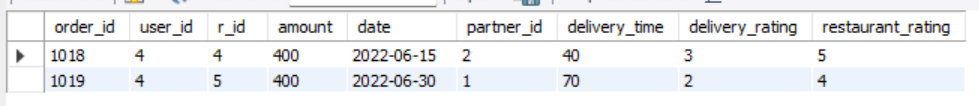 order_id user_id r_id amount date partner_id delivery_time delivery_rating restaurant_rating
1018 4 4 400 2022-06-15 2 40 3 5
1019 4 5 400 2022-06-30 1 70 2 4